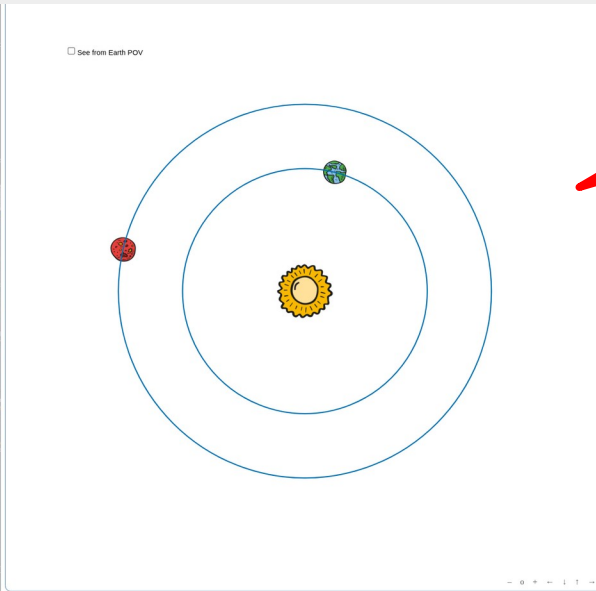 See from Earth POV
– o + ← ↓ ↑ →